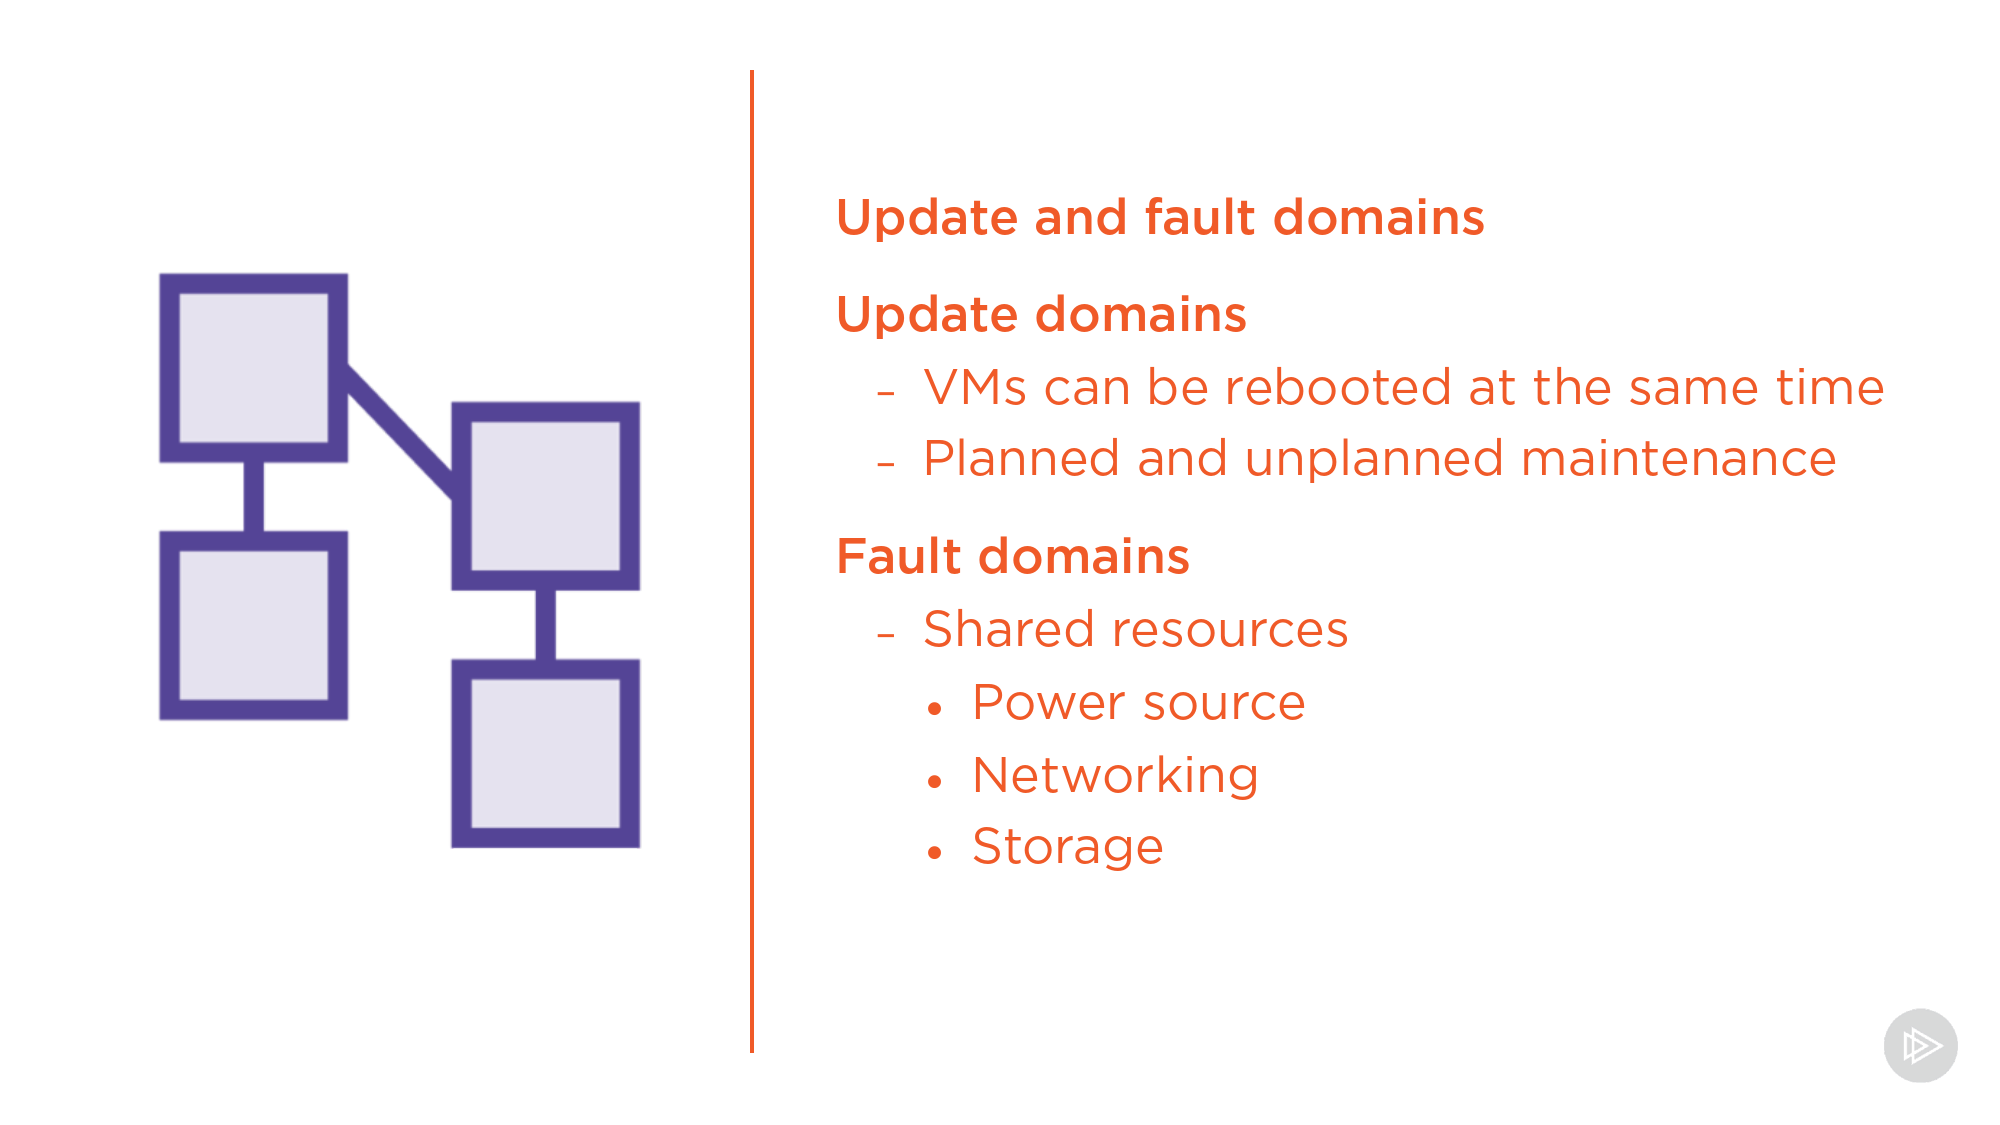 Update and fault domains
Update domains
- VMs can be rebooted at the same time
- Planned and unplanned maintenance
Fault domains
- Shared resources
• Power source
• Networking
• Storage